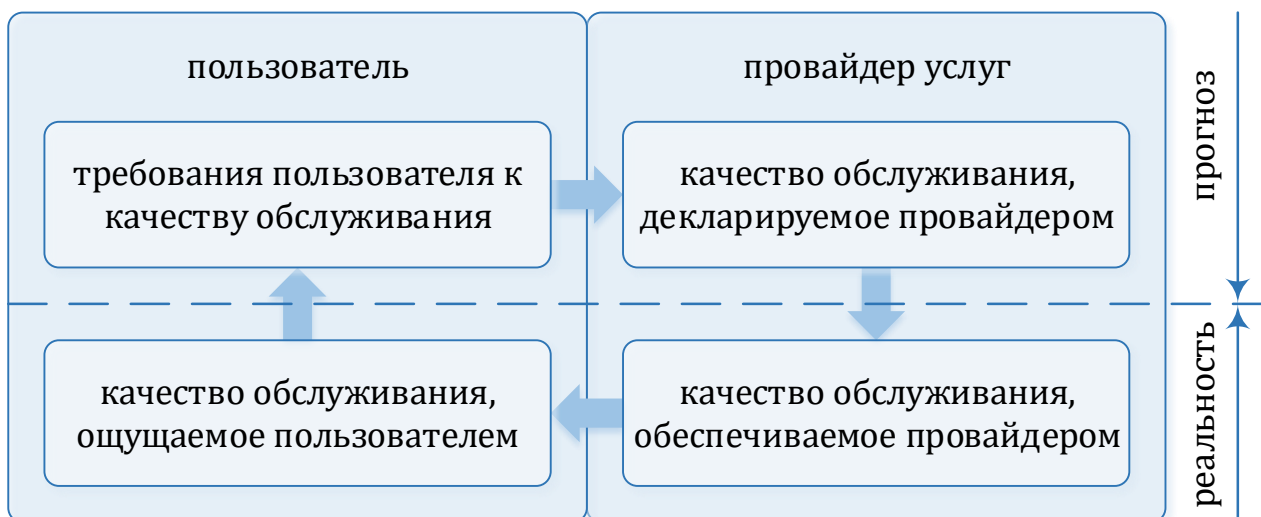 пользователь
провайдер услуг
требования пользователя к
качеству обслуживания
качество обслуживания,
декларируемое провайдером
качество обслуживания,
ощущаемое пользователем
качество обслуживания,
обеспечиваемое провайдером
прогноз
реальность